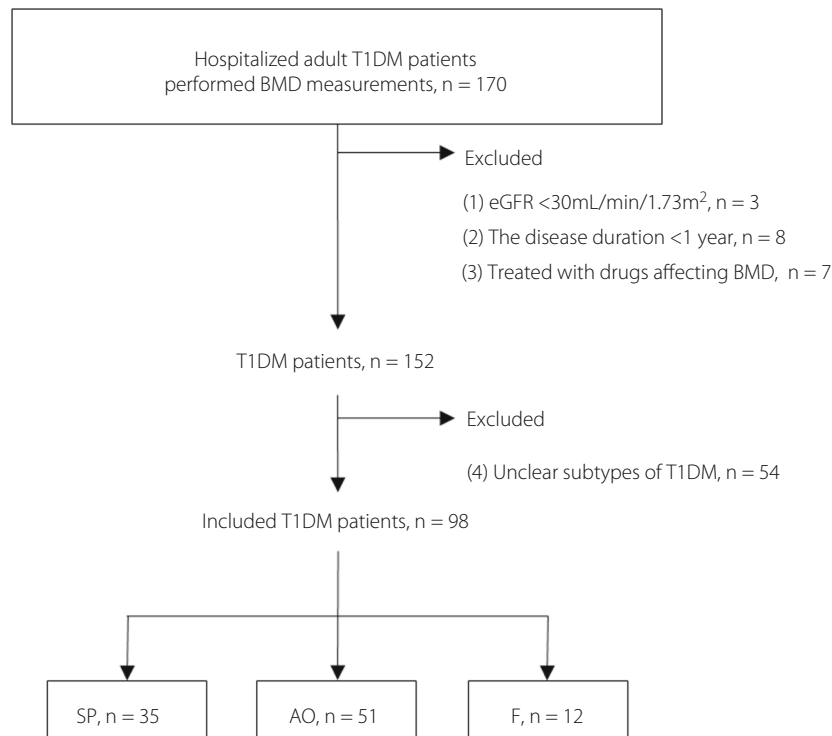 Hospitalized adult T1DM patients
performed BMD measurements, n = 170
Excluded
(1) eGFR <30mL/min/1.73m², n = 3
(2) The disease duration <1 year, n = 8
(3) Treated with drugs affecting BMD, n = 7
T1DM patients, n = 152
Excluded
(4) Unclear subtypes of T1DM, n = 54
Included T1DM patients, n = 98
SP, n = 35
AO, n = 51
F, n = 12